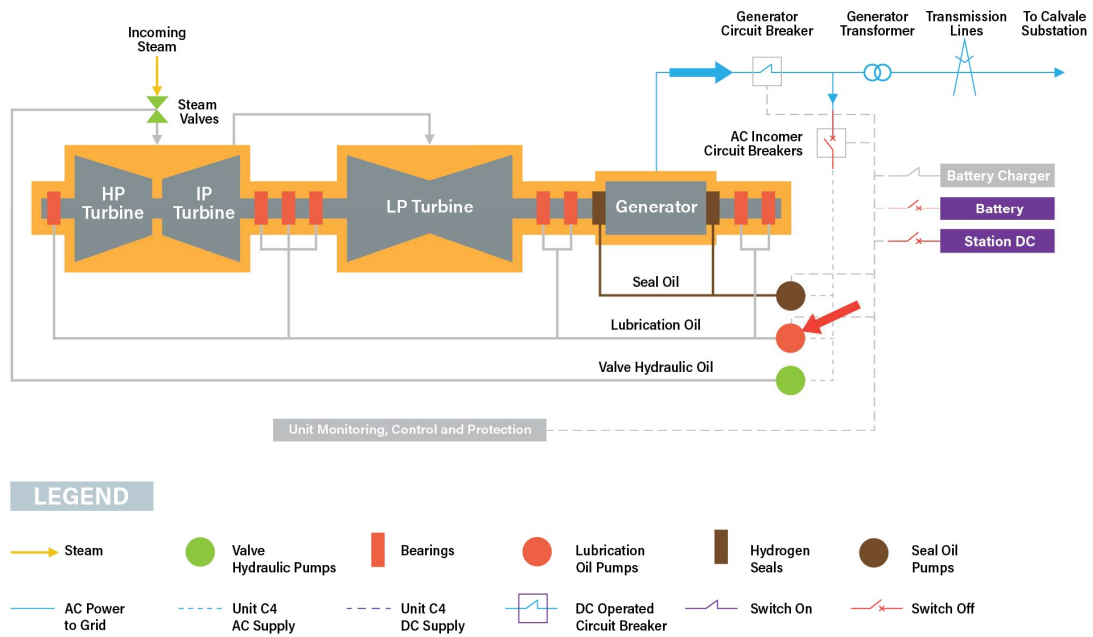 Generator
Circuit Breaker
Generator
Transformer
Transmission
Lines
To Calvale
Substation
Incoming
Steam
Steam
Valves
AC Incomer
Circuit Breakers
HP
Turbine
IP
Turbine
LP Turbine
Generator
Battery Charger
Battery
Station DC
Seal Oil
Lubrication Oil
Valve Hydraulic Oil
Unit Monitoring, Control and Protection
LEGEND
Steam
Valve
Hydraulic Pumps
Bearings
Lubrication
Oil Pumps
Hydrogen
Seals
Seal Oil
Pumps
AC Power
to Grid
Unit C4
AC Supply
Unit C4
DC Supply
DC Operated
Circuit Breaker
Switch On
Switch Off